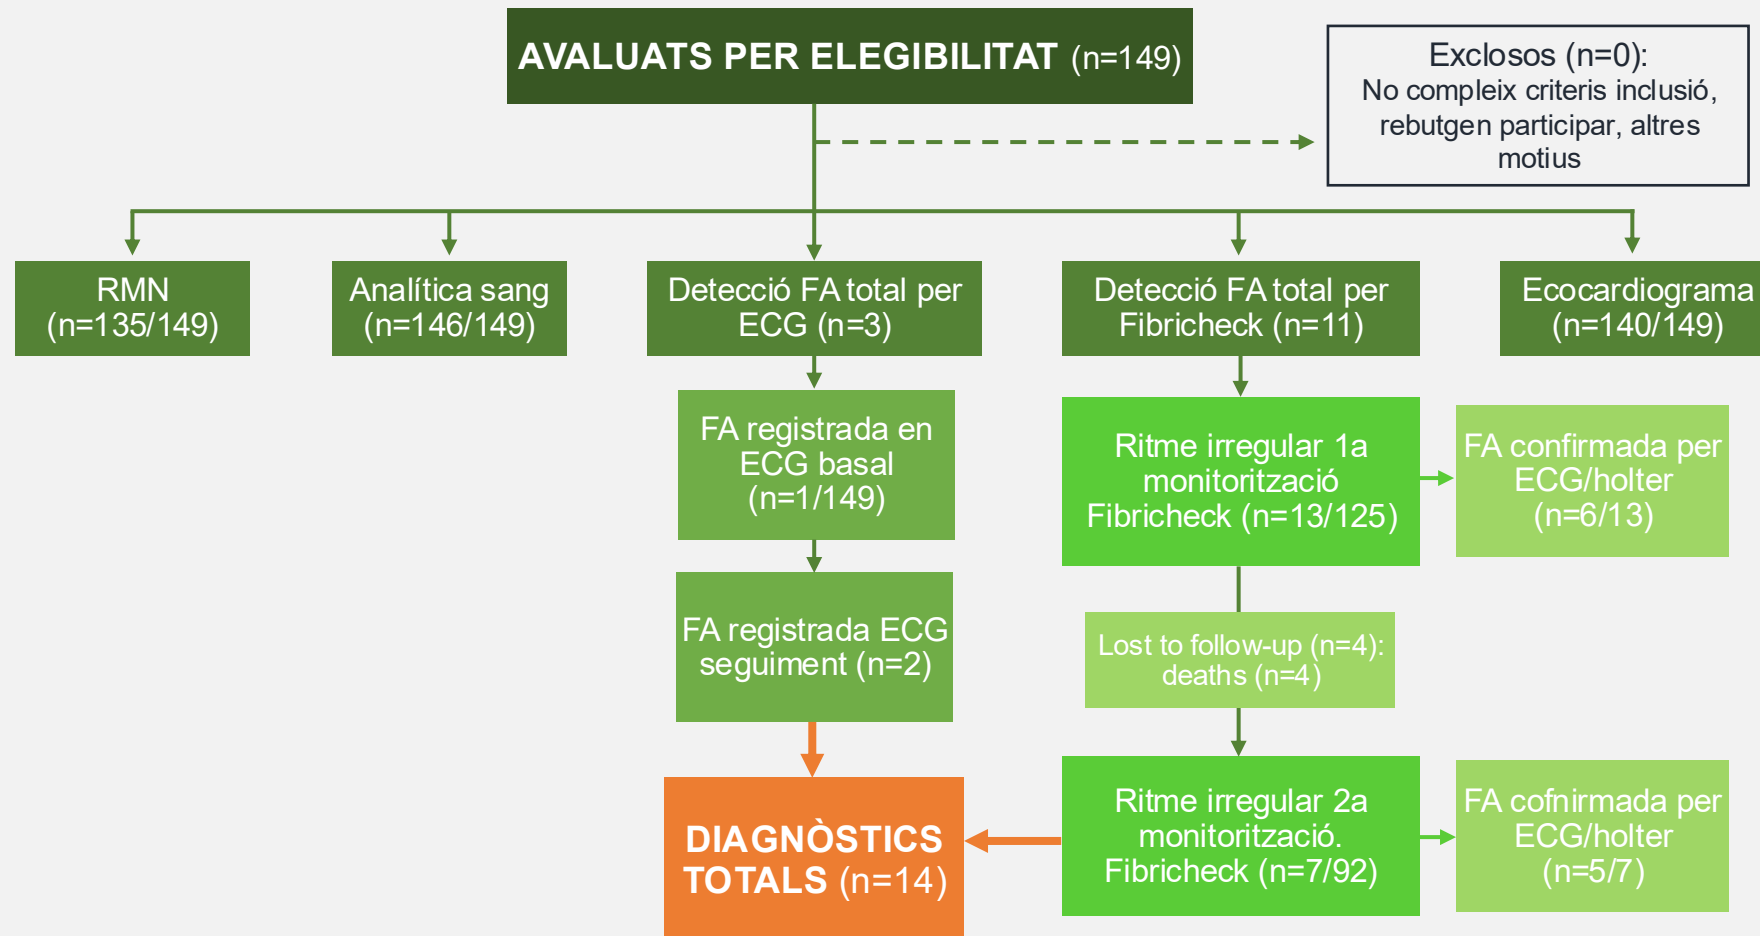 AVALUATS PER ELEGIBILITAT (n=149)
Exclosos (n=0):
No compleix criteris inclusió,
rebutgen participar, altres
motius
RMN
(n=135/149)
Analítica sang
(n=146/149)
Detecció FA total per
ECG (n=3)
Detecció FA total per
Fibricheck (n=11)
Ecocardiograma
(n=140/149)
FA registrada en
ECG basal
(n=1/149)
Ritme irregular 1a
monitorització
Fibricheck (n=13/125)
FA confirmada per
ECG/holter
(n=6/13)
FA registrada ECG
seguiment (n=2)
Lost to follow-up (n=4):
deaths (n=4)
DIAGNÒSTICS
TOTALS (n=14)
Ritme irregular 2a
monitorització.
Fibricheck (n=7/92)
FA cofnirmada per
ECG/holter
(n=5/7)